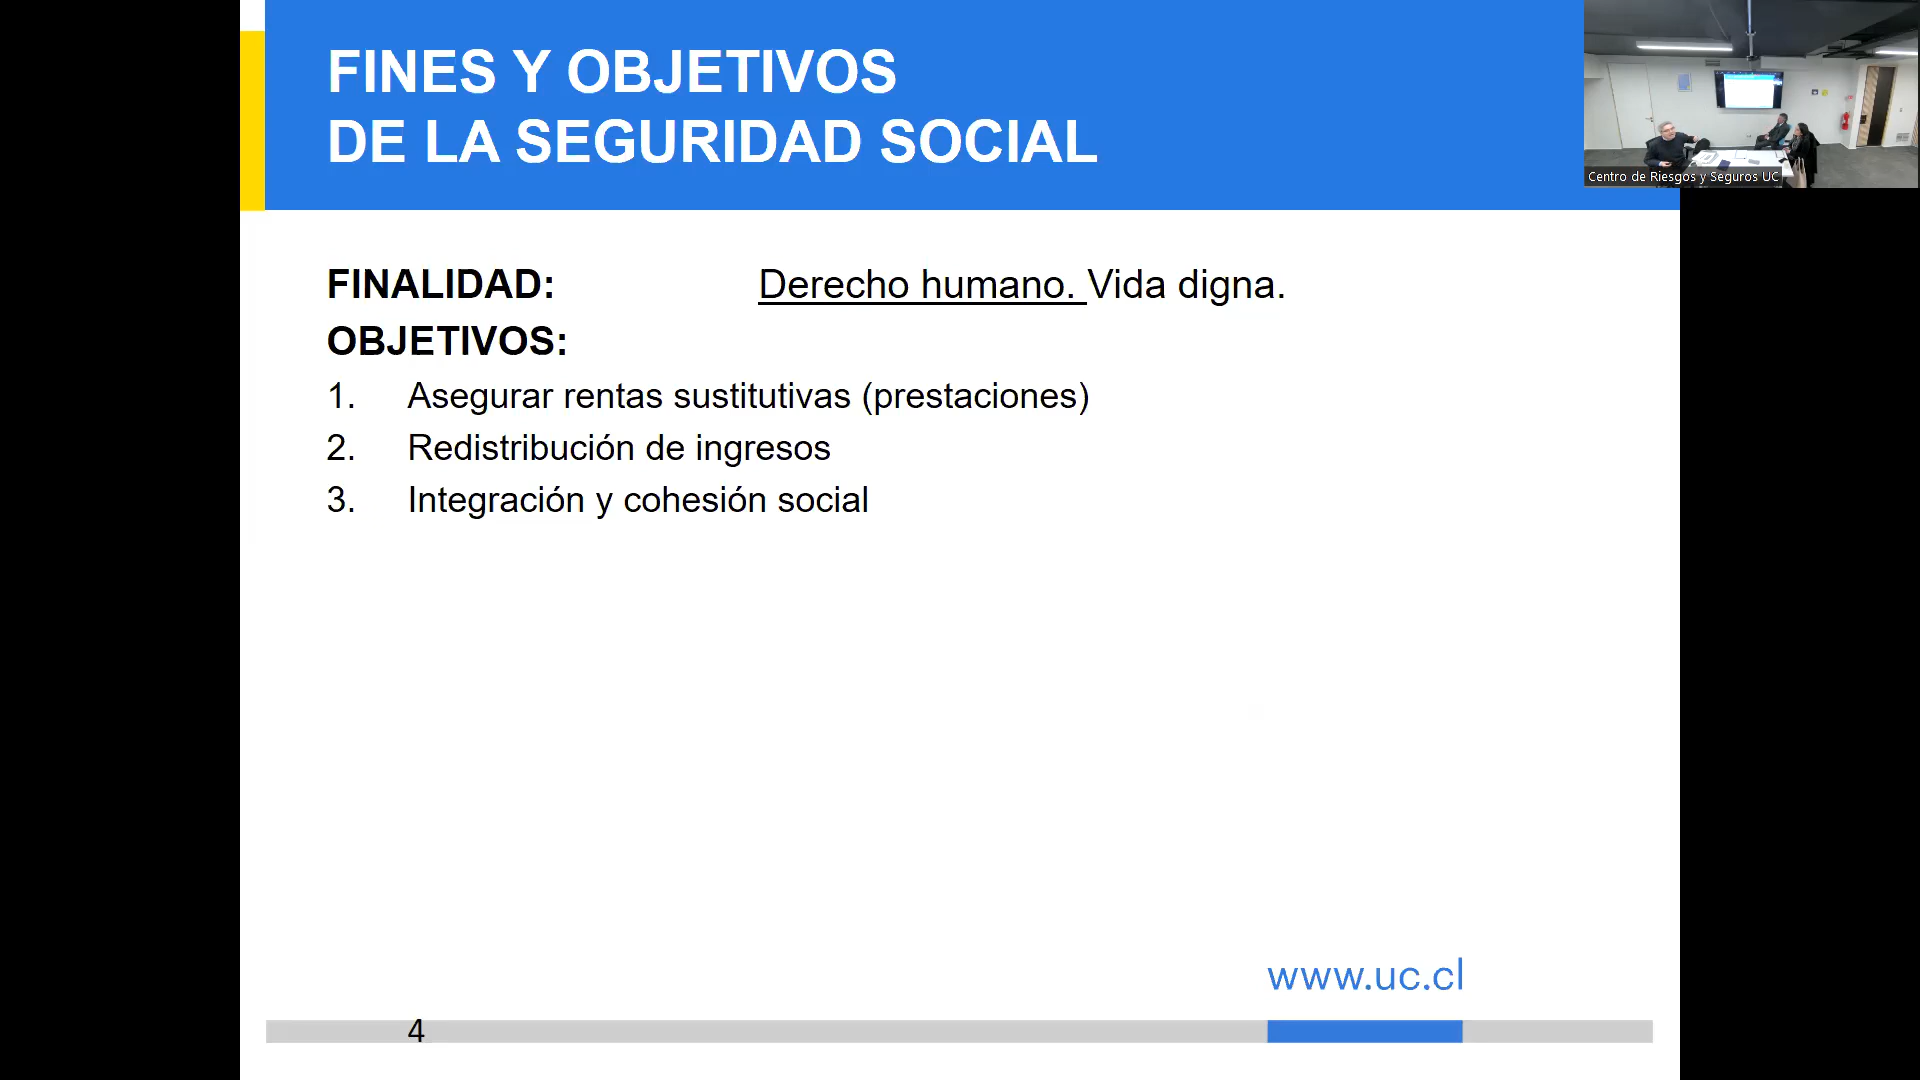 FINES Y OBJETIVOS
DE LA SEGURIDAD SOCIAL
Centro de Riesgos y Seguros UC
FINALIDAD: Derecho humano. Vida digna.
OBJETIVOS:
1. Asegurar rentas sustitutivas (prestaciones)
2. Redistribución de ingresos
3. Integración y cohesión social
www.uc.cl
4